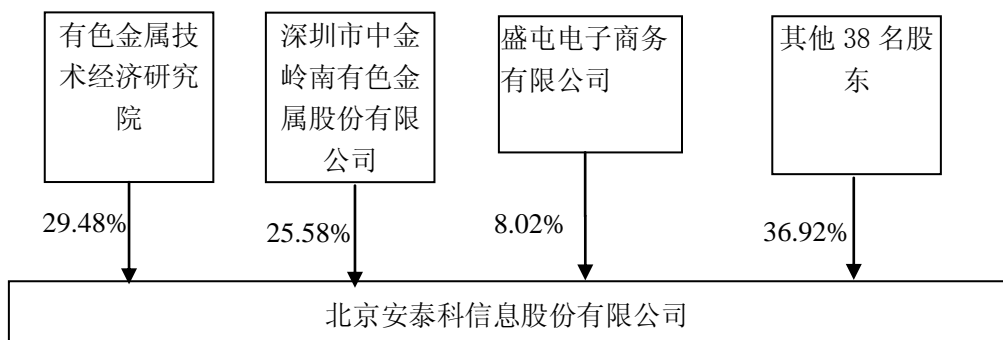 有色金属技
术经济研究
院
深圳市中金
岭南有色金
属股份有限
公司
盛屯电子商务
有限公司
其他 38 名股
东
29.48%
25.58%
8.02%
36.92%
北京安泰科信息股份有限公司